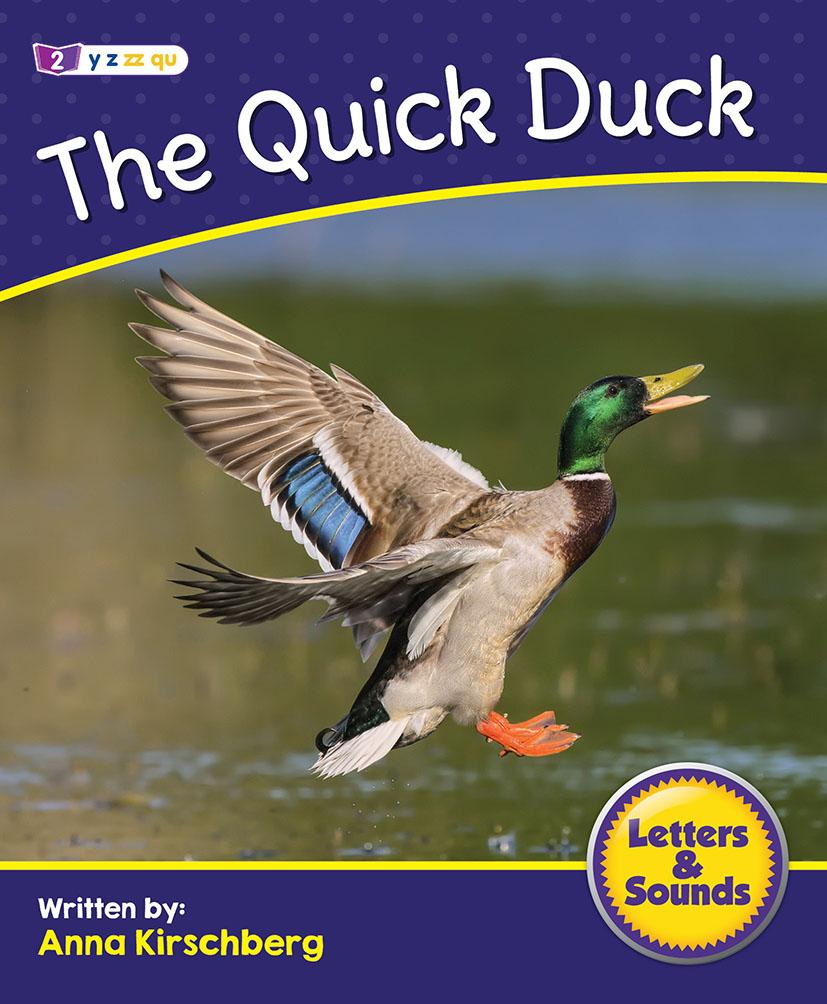 2 y z zz qu
The Quick Duck
Letters
&
Sounds
Written by:
Anna Kirschberg